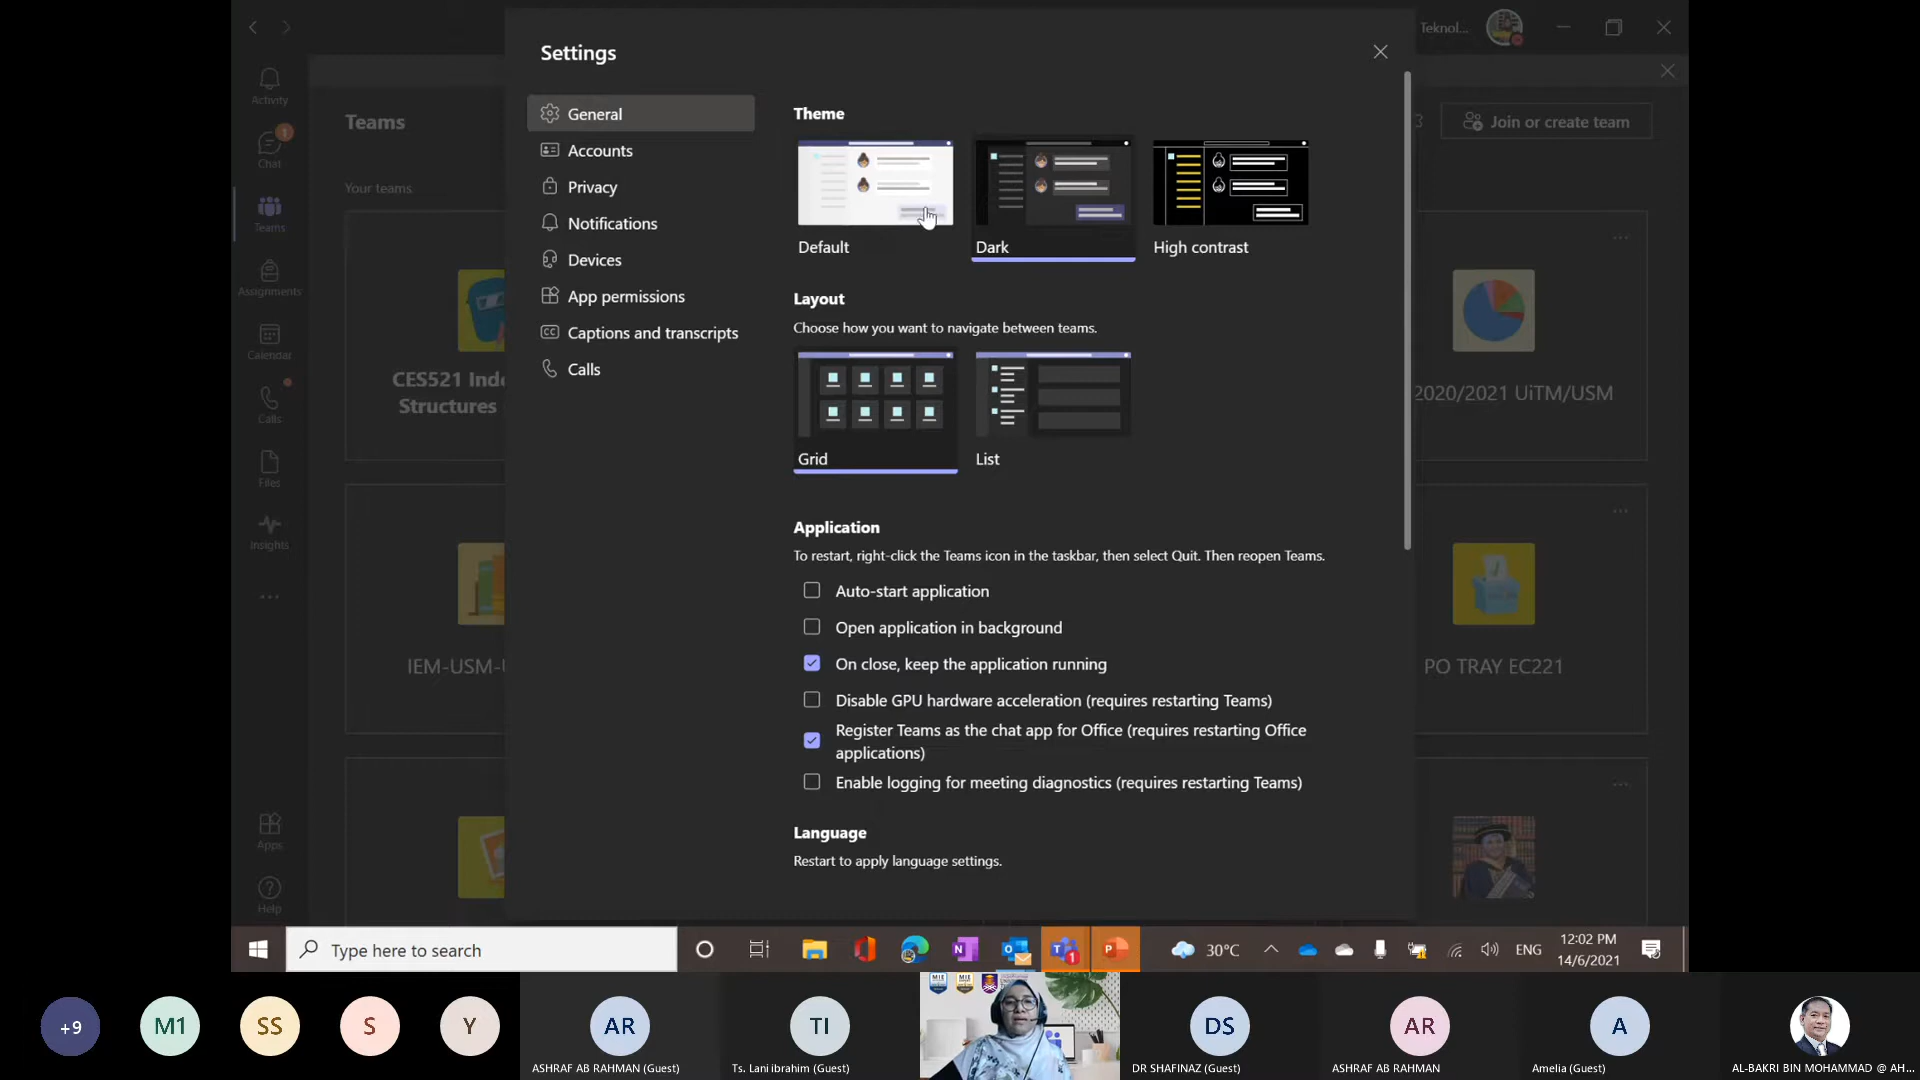 Settings
Teknol...
Activity
Chat
1
Teams
Assignments
Calendar
Calls
Files
Insights
Apps
Help
Teams
Your teams
Join or create team
CES521 Inde
Structures
2020/2021 UiTM/USM
IEM-USM-U
PO TRAY EC221
General
Accounts
Privacy
Notifications
Devices
App permissions
Captions and transcripts
Calls
Theme
Default
Dark
High contrast
Layout
Choose how you want to navigate between teams.
Grid
List
Application
To restart, right-click the Teams icon in the taskbar, then select Quit. Then reopen Teams.
Auto-start application
Open application in background
On close, keep the application running
Disable GPU hardware acceleration (requires restarting Teams)
Register Teams as the chat app for Office (requires restarting Office
applications)
Enable logging for meeting diagnostics (requires restarting Teams)
Language
Restart to apply language settings.
Type here to search
30°C
ENG
12:02 PM
14/6/2021
+9
M1
SS
S
Y
AR
ASHRAF AB RAHMAN (Guest)
TI
Ts. Lani ibrahim (Guest)
DS
DR SHAFINAZ (Guest)
AR
ASHRAF AB RAHMAN
A
Amelia (Guest)
AL-BAKRI BIN MOHAMMAD @ AH...